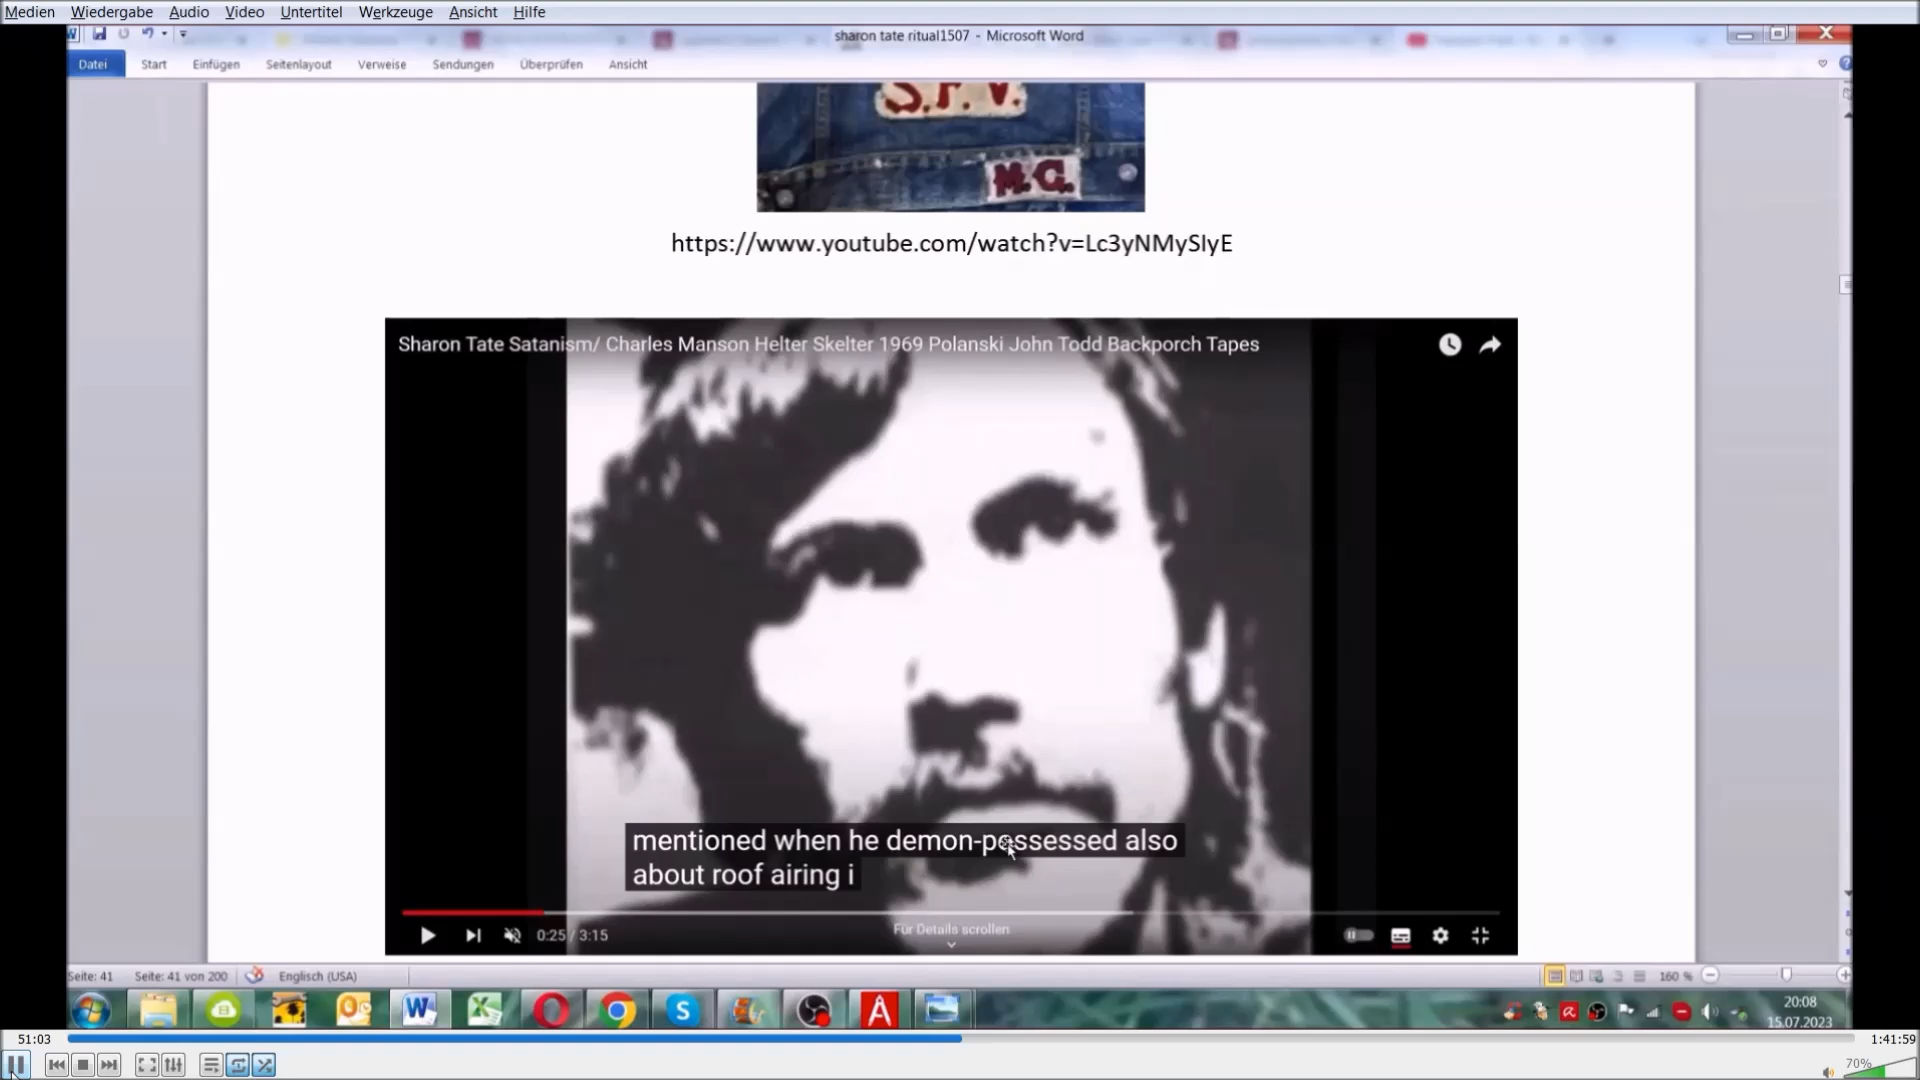 Medien Wiedergabe Audio Video Untertitel Werkzeuge Ansicht Hilfe
sharon tate ritual1507 - Microsoft Word
Datei Start Einfügen Seitenlayout Verweise Sendungen Überprüfen Ansicht
S.F.V.
M.C.
https://www.youtube.com/watch?v=Lc3yNMySIyE
Sharon Tate Satanism/ Charles Manson Helter Skelter 1969 Polanski John Todd Backporch Tapes
mentioned when he demon-possessed also
about roof airing i
0:25 / 3:15
Für Details scrollen
Seite: 41 Seite: 41 von 200 Englisch (USA) 160 %
20:08
15.07.2023
51:03 1:41:59
70%